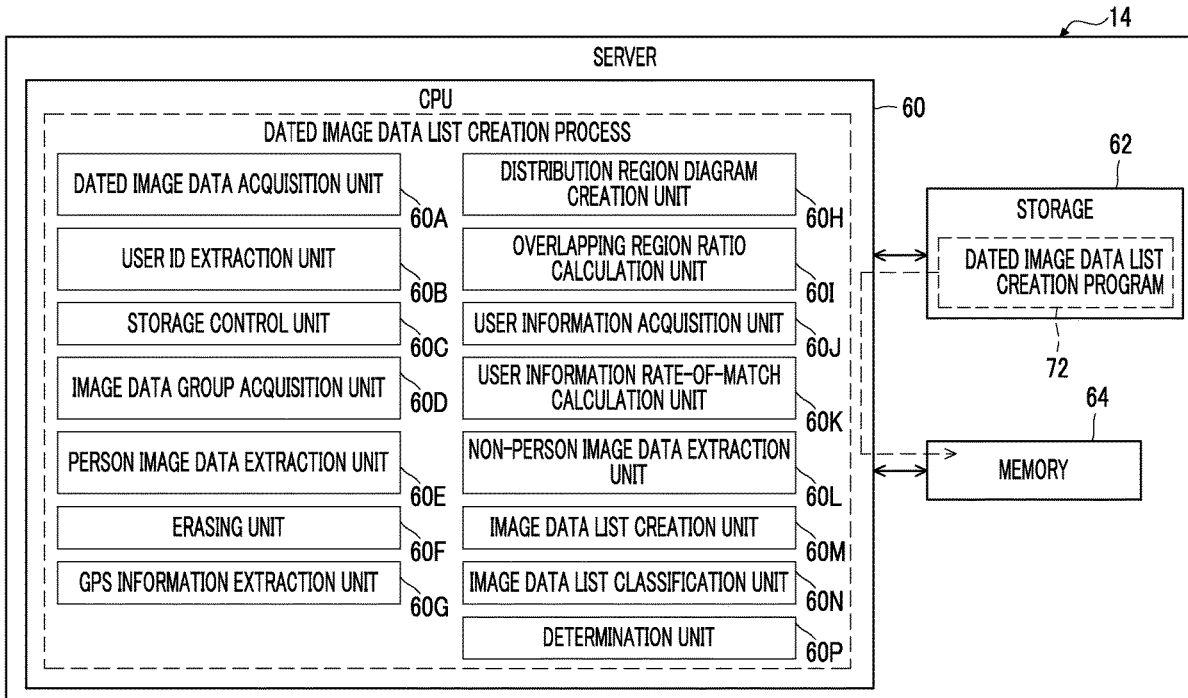 14
SERVER
CPU
60
DATED IMAGE DATA LIST CREATION PROCESS
DATED IMAGE DATA ACQUISITION UNIT
60A
USER ID EXTRACTION UNIT
60B
STORAGE CONTROL UNIT
60C
IMAGE DATA GROUP ACQUISITION UNIT
60D
PERSON IMAGE DATA EXTRACTION UNIT
60E
ERASING UNIT
60F
GPS INFORMATION EXTRACTION UNIT
60G
DISTRIBUTION REGION DIAGRAM
CREATION UNIT
60H
OVERLAPPING REGION RATIO
CALCULATION UNIT
60I
USER INFORMATION ACQUISITION UNIT
60J
USER INFORMATION RATE-OF-MATCH
CALCULATION UNIT
60K
NON-PERSON IMAGE DATA EXTRACTION
UNIT
60L
IMAGE DATA LIST CREATION UNIT
60M
IMAGE DATA LIST CLASSIFICATION UNIT
60N
DETERMINATION UNIT
60P
62
STORAGE
DATED IMAGE DATA LIST
CREATION PROGRAM
72
64
MEMORY